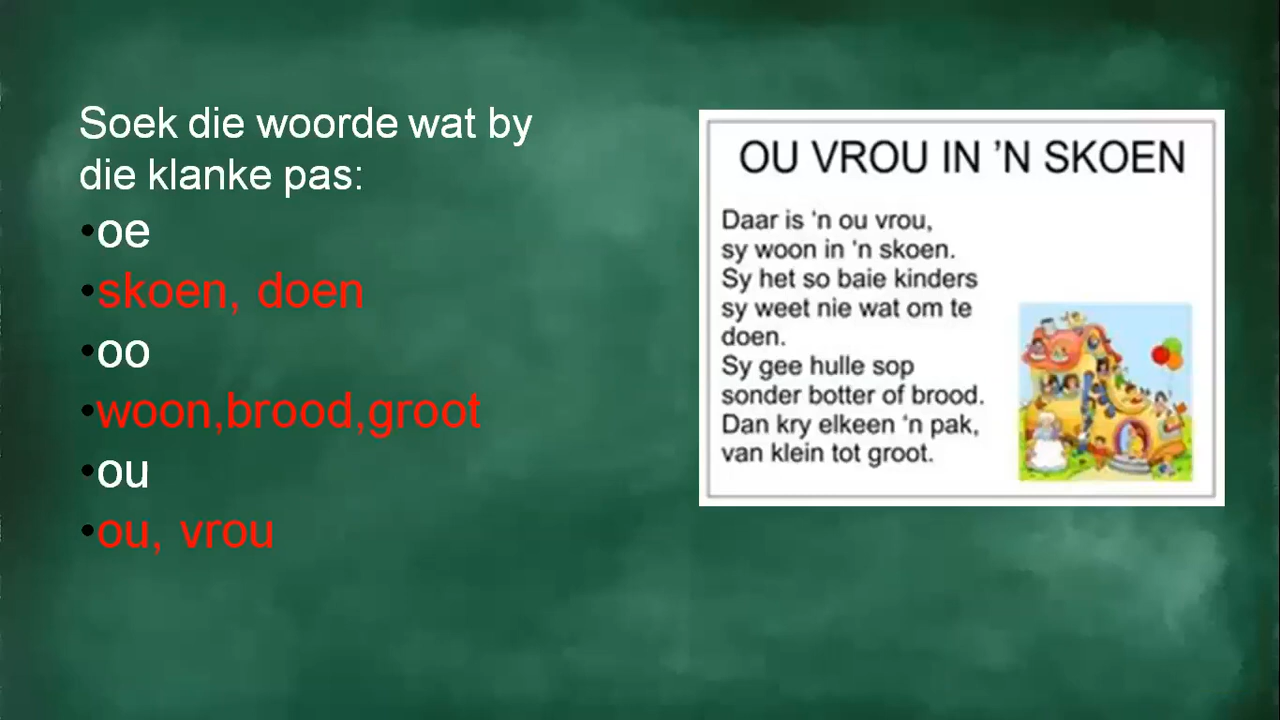 Soek die woorde wat by
die klanke pas:
•oe
•skoen, doen
•oo
•woon,brood,groot
•ou
•ou, vrou
OU VROU IN ’N SKOEN
Daar is ‘n ou vrou,
sy woon in ‘n skoen.
Sy het so baie kinders
sy weet nie wat om te
doen.
Sy gee hulle sop
sonder botter of brood.
Dan kry elkeen ‘n pak,
van klein tot groot.